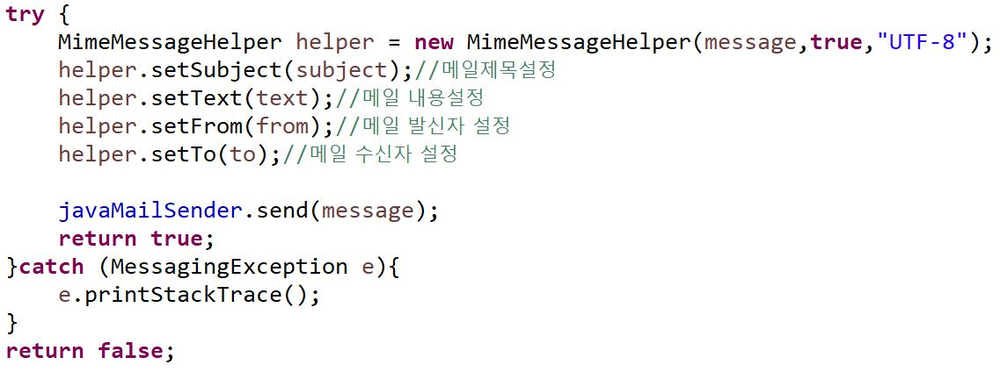 try {
    MimeMessageHelper helper = new MimeMessageHelper(message,true,"UTF-8");
    helper.setSubject(subject);//메일제목설정
    helper.setText(text);//메일 내용설정
    helper.setFrom(from);//메일 발신자 설정
    helper.setTo(to);//메일 수신자 설정

    javaMailSender.send(message);
    return true;
}catch (MessagingException e){
    e.printStackTrace();
}
return false;